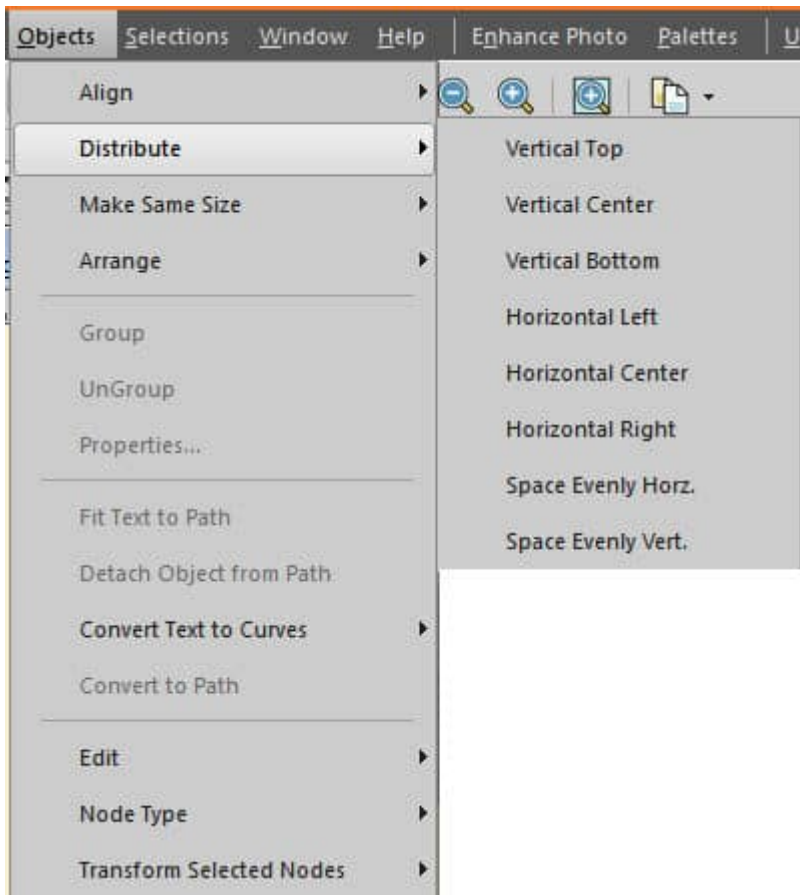 Objects Selections Window Help Enhance Photo Palettes U
Align
Distribute
Make Same Size
Arrange
Group
UnGroup
Properties...
Fit Text to Path
Detach Object from Path
Convert Text to Curves
Convert to Path
Edit
Node Type
Transform Selected Nodes
Vertical Top
Vertical Center
Vertical Bottom
Horizontal Left
Horizontal Center
Horizontal Right
Space Evenly Horz.
Space Evenly Vert.